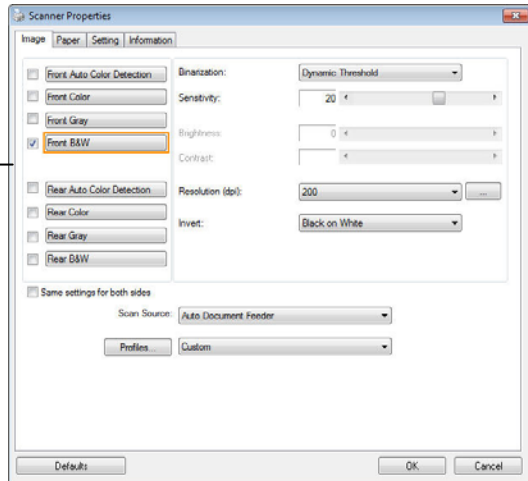 Scanner Properties
Image Paper Setting Information
Front Auto Color Detection
Front Color
Front Gray
Front B&W
Rear Auto Color Detection
Rear Color
Rear Gray
Rear B&W
Binarization: Dynamic Threshold
Sensitivity: 20
Brightness: 0
Contrast:
Resolution (dpi): 200 ...
Invert: Black on White
Same settings for both sides
Scan Source: Auto Document Feeder
Profiles... Custom
Defaults OK Cancel